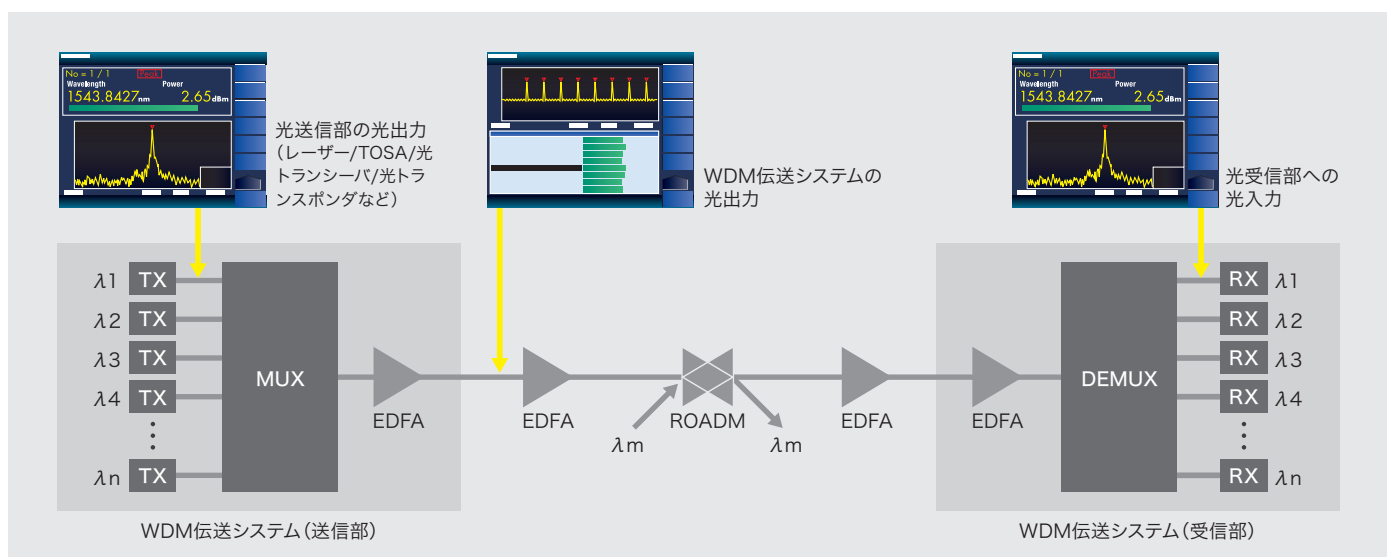 No = 1 / 1 Peak
Wavelength Power
1543.8427nm 2.65dBm
光送信部の光出力
(レーザー/TOSA/光
トランシーバ/光トラ
ンスポンダなど)
WDM伝送システムの
光出力
No = 1 / 1 Peak
Wavelength Power
1543.8427nm 2.65dBm
光受信部への
光入力
λ1 TX
λ2 TX
λ3 TX
λ4 TX
λn TX
MUX
EDFA
EDFA
ROADM
λm
λm
EDFA
EDFA
DEMUX
RX λ1
RX λ2
RX λ3
RX λ4
RX λn
WDM伝送システム(送信部)
WDM伝送システム(受信部)